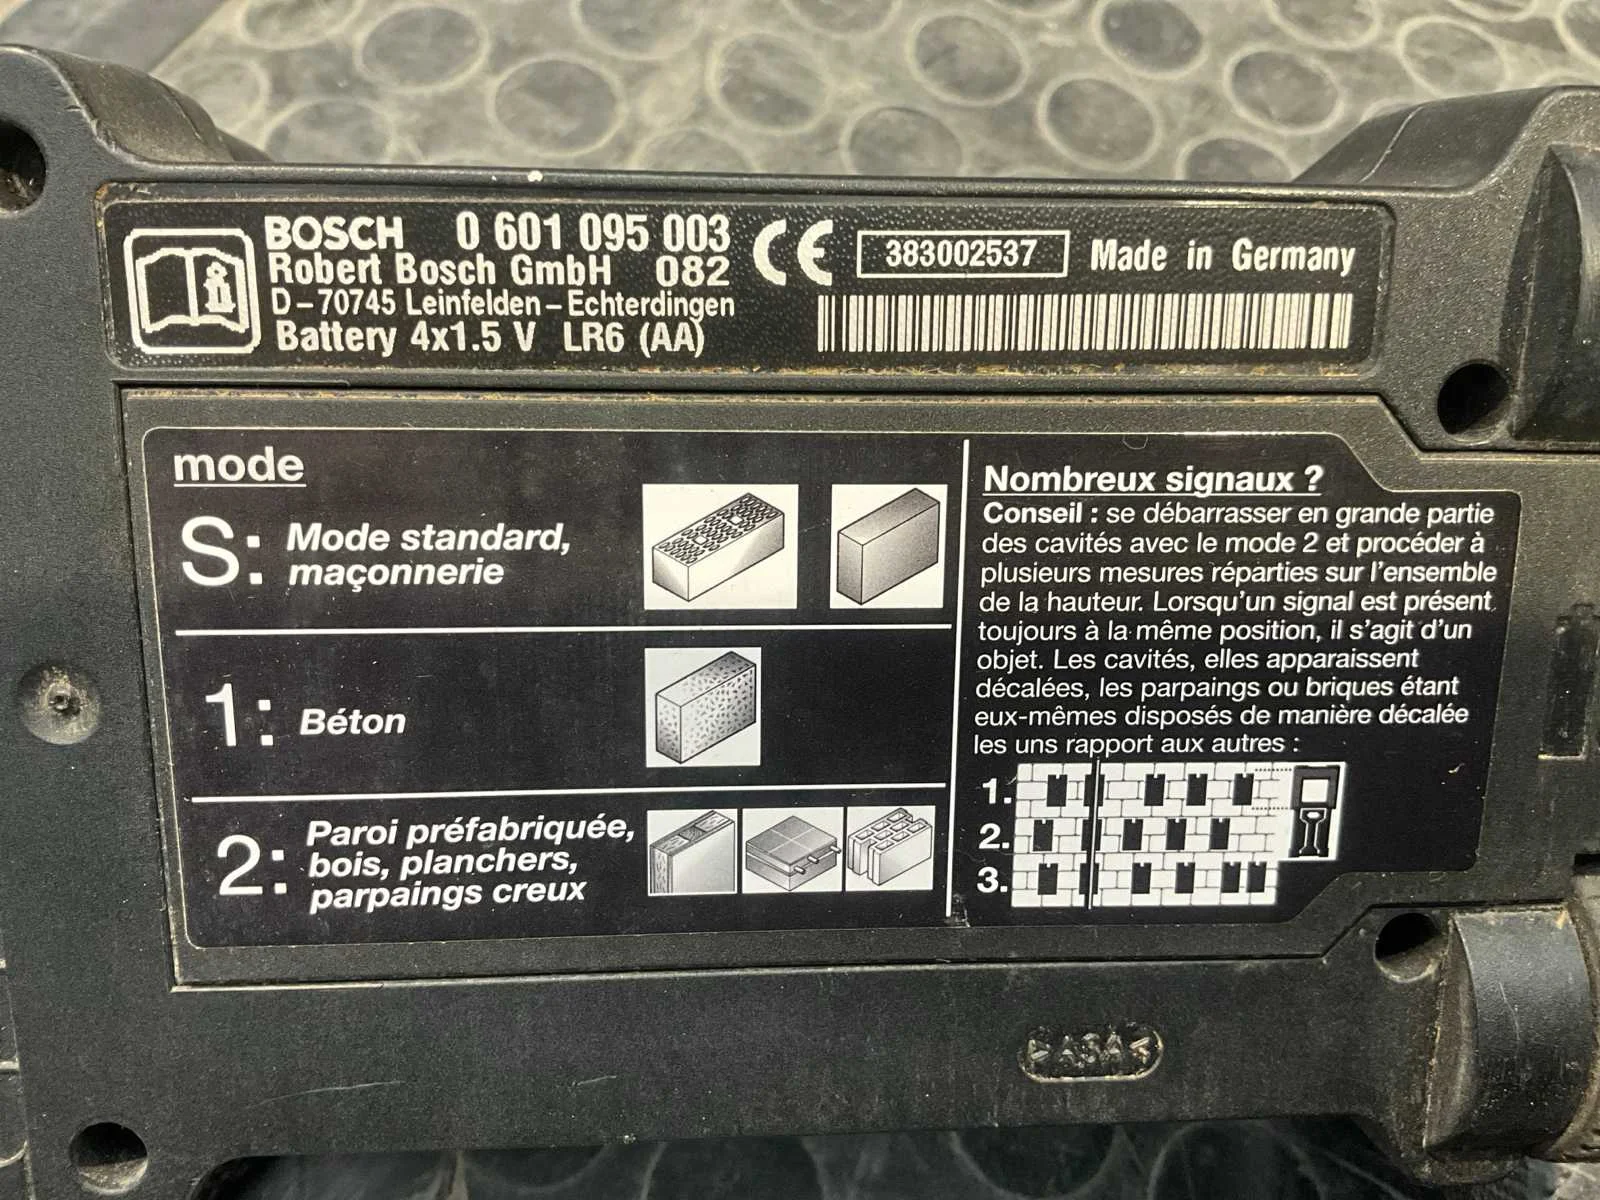 BOSCH 0 601 095 003
Robert Bosch GmbH 082
D-70745 Leinfelden-Echterdingen
Battery 4x1.5 V LR6 (AA)
CE
383002537
Made in Germany
mode
S: Mode standard,
maçonnerie
1: Béton
2: Paroi préfabriquée,
bois, planchers,
parpaings creux
Nombreux signaux ?
Conseil : se débarrasser en grande partie
des cavités avec le mode 2 et procéder à
plusieurs mesures réparties sur l'ensemble
de la hauteur. Lorsqu'un signal est présent
toujours à la même position, il s'agit d'un
objet. Les cavités, elles apparaissent
décalées, les parpaings ou briques étant
eux-mêmes disposés de manière décalée
les uns rapport aux autres :
1.
2.
3.
>ASA<